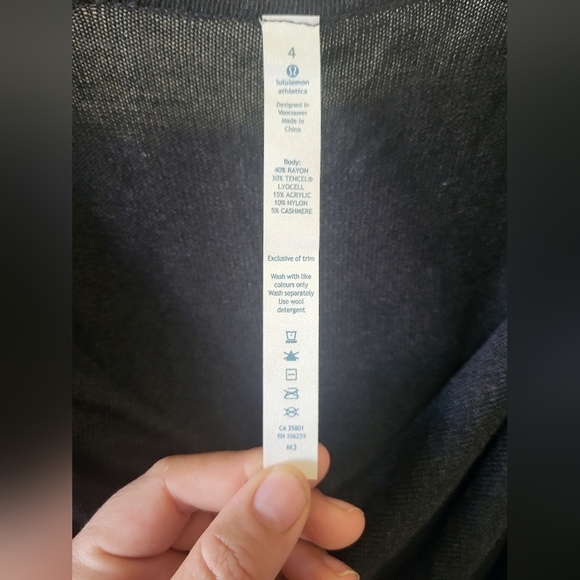 4
lululemon
athletica
Designed in
Vancouver
Made in
China
Body:
40% RAYON
30% TENCEL®
LYOCELL
15% ACRYLIC
10% NYLON
5% CASHMERE
Exclusive of trim
Wash with like
colours only
Wash separately
Use wool
detergent
CA 35801
RN 106259
M2